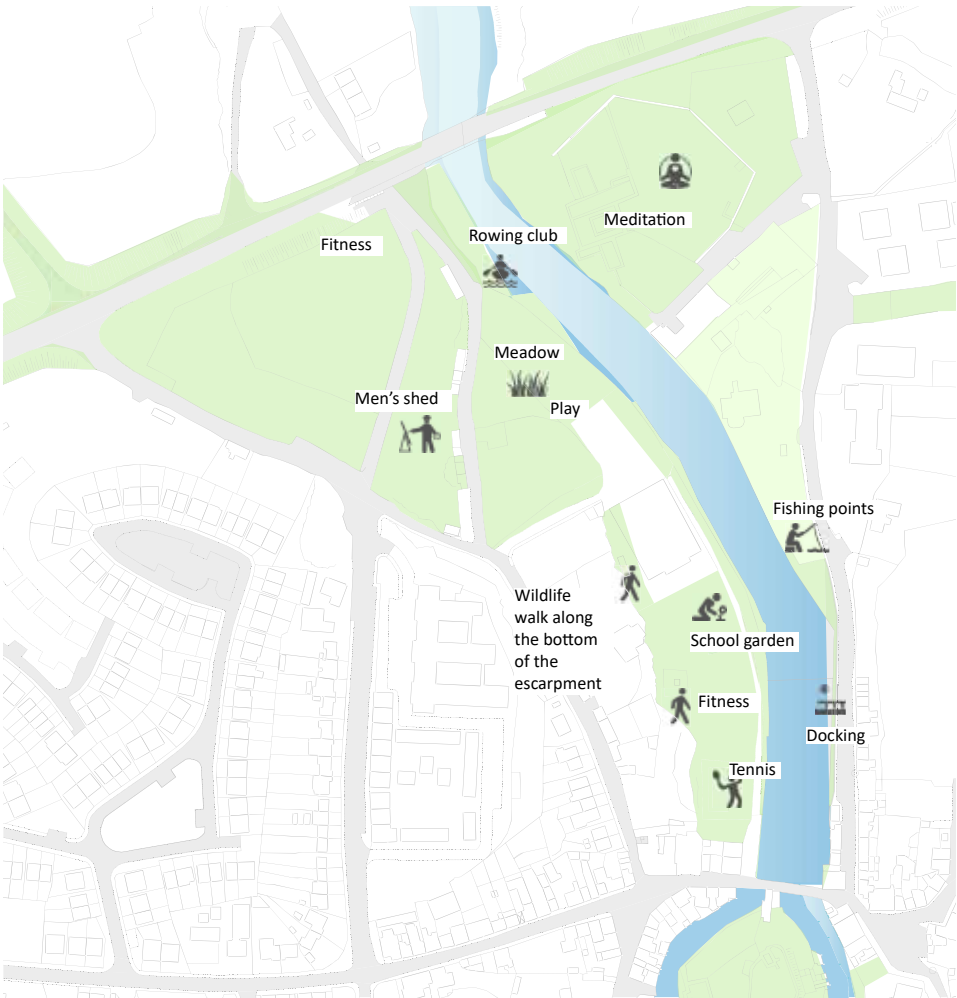 Meditation
Rowing club
Fitness
Meadow
Men's shed
Play
Fishing points
Wildlife
walk along
the bottom
of the
escarpment
School garden
Fitness
Docking
Tennis